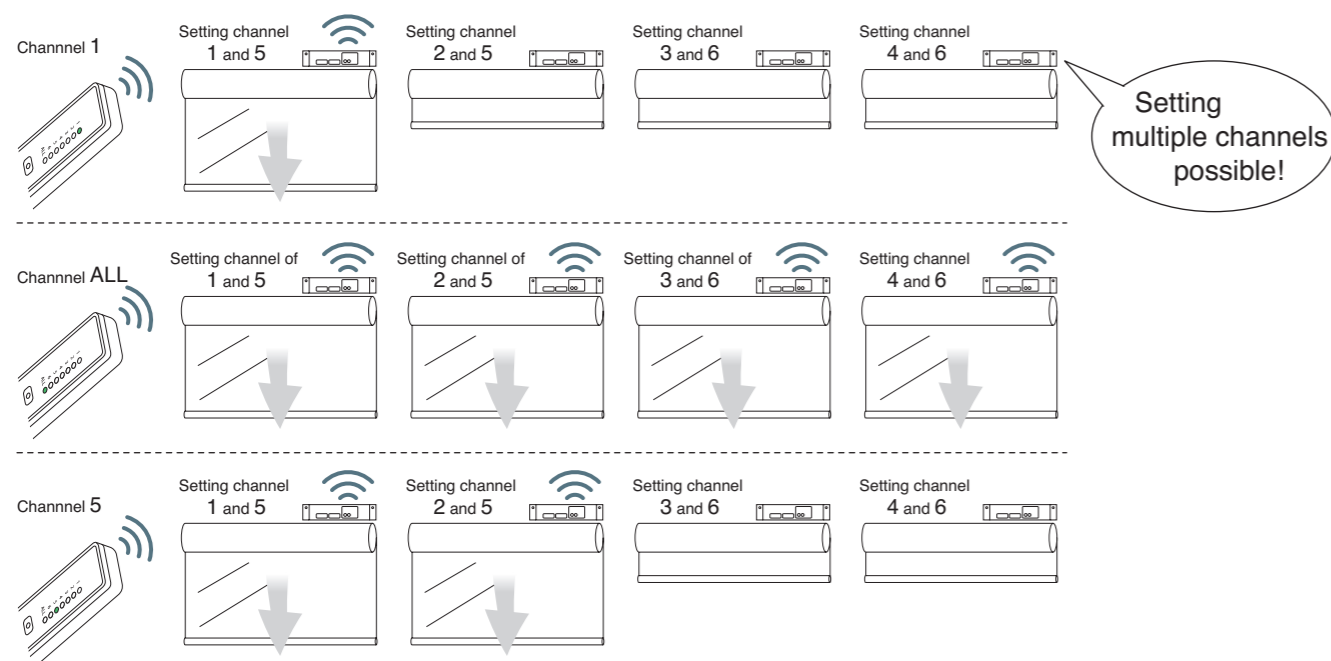 Channnel 1
Setting channel
1 and 5
Setting channel
2 and 5
Setting channel
3 and 6
Setting channel
4 and 6
Setting
multiple channels
possible!
Channnel ALL
Setting channel of
1 and 5
Setting channel of
2 and 5
Setting channel of
3 and 6
Setting channel
4 and 6
Channnel 5
Setting channel
1 and 5
Setting channel
2 and 5
Setting channel
3 and 6
Setting channel
4 and 6